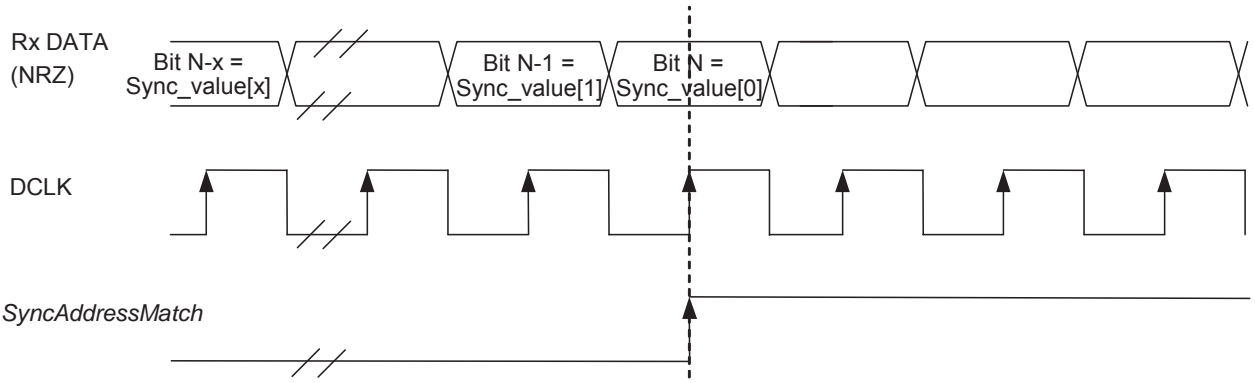 Rx DATA
(NRZ)
Bit N-x =
Sync_value[x]
Bit N-1 =
Sync_value[1]
Bit N =
Sync_value[0]
DCLK
SyncAddressMatch